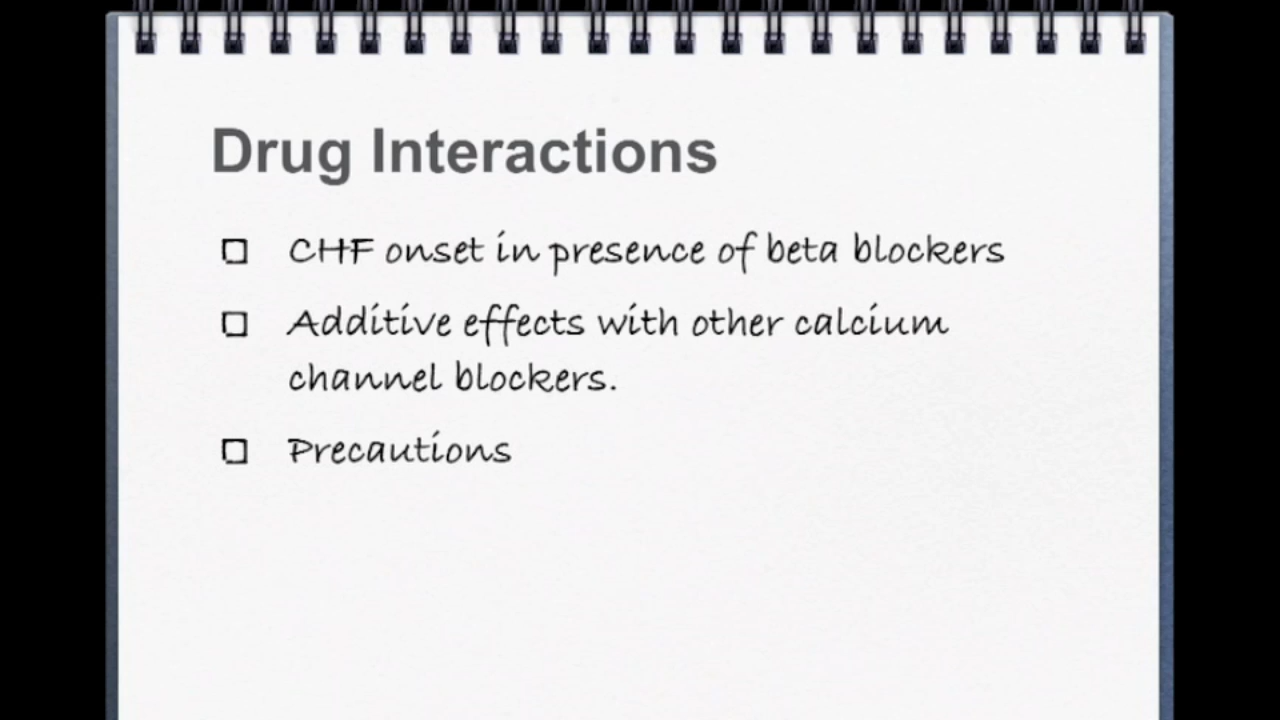 Drug Interactions
CHF onset in presence of beta blockers
Additive effects with other calcium
channel blockers.
Precautions